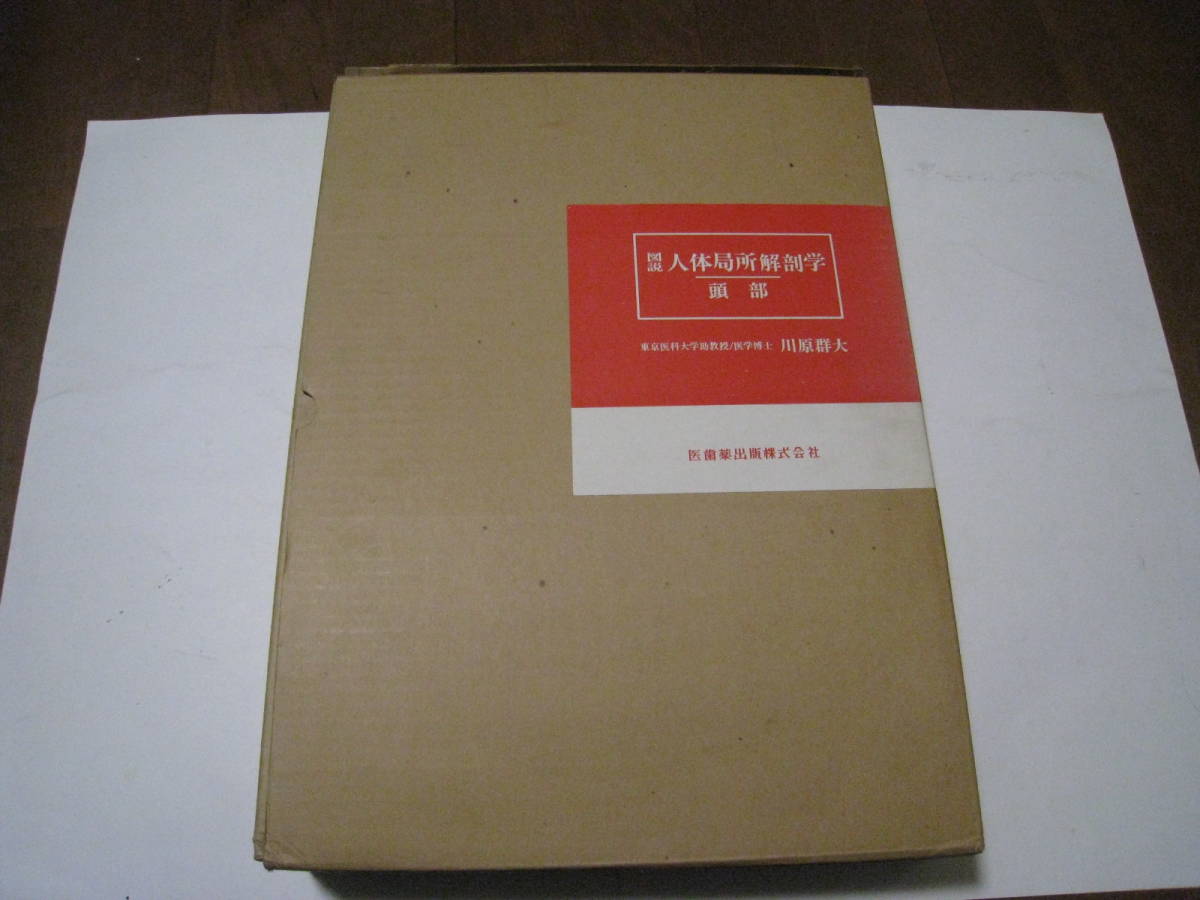 図説 人体局所解剖学
頭部
東京医科大学助教授/医学博士 川原群大
医歯薬出版株式会社